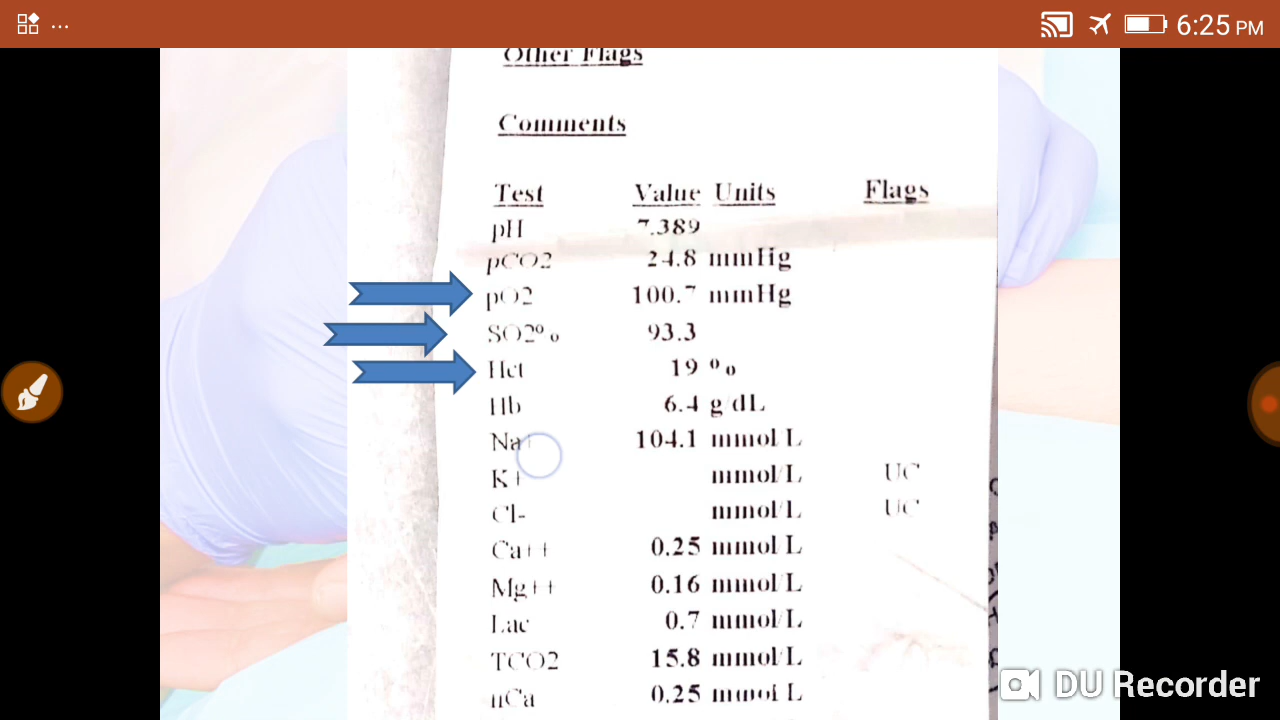 ... 6:25 PM
Other Flags
Comments
Test Value Units Flags
pH 7.389
pCO2 24.8 mmHg
pO2 100.7 mmHg
SO2% 93.3
Hct 19 %
Hb 6.4 g/dL
Na+ 104.1 mmol/L
K+ mmol/L UC
Cl- mmol/L UC
Ca++ 0.25 mmol/L
Mg++ 0.16 mmol/L
Lac 0.7 mmol/L
TCO2 15.8 mmol/L
nCa 0.25 mmol/L
DU Recorder